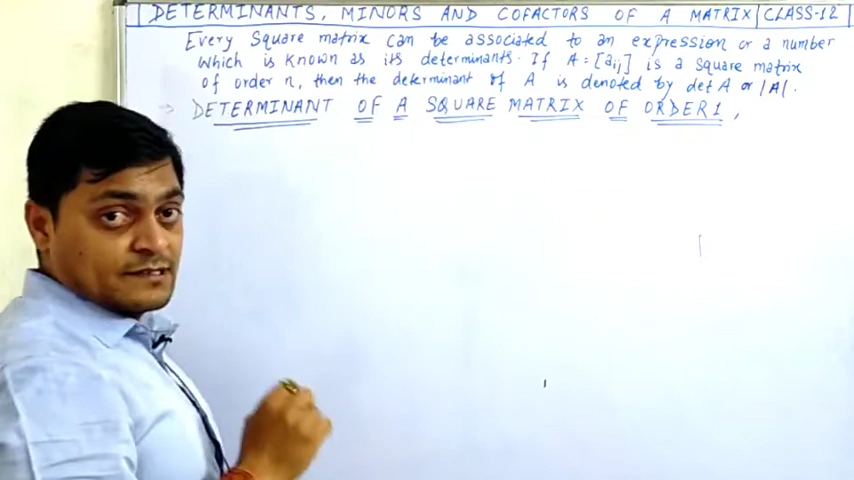 DETERMINANTS, MINORS AND COFACTORS OF A MATRIX | CLASS-12
Every Square matrix can be associated to an expression or a number
which is known as its determinants. If A = [aij] is a square matrix
of order n, then the determinant of A is denoted by det A or |A|.
→ DETERMINANT OF A SQUARE MATRIX OF ORDER 1,